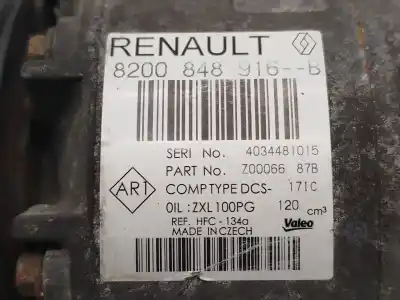 RENAULT
8200 848 916--B
SERI No. 4034481015
PART No. Z00066 87B
COMPTYPE DCS- 17IC
OIL :ZXL100PG 120 cm³
REF. HFC - 134a
MADE IN CZECH
AR1
Valeo